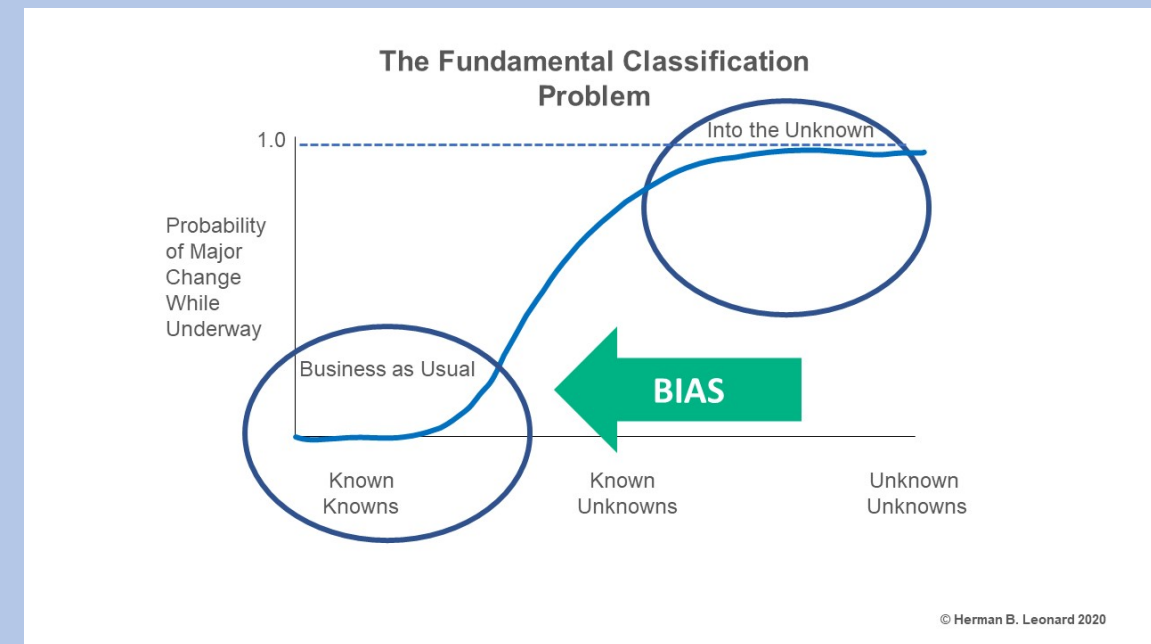 The Fundamental Classification
Problem
Into the Unknown
1.0
Probability
of Major
Change
While
Underway
Business as Usual
BIAS
Known
Knowns
Known
Unknowns
Unknown
Unknowns
© Herman B. Leonard 2020